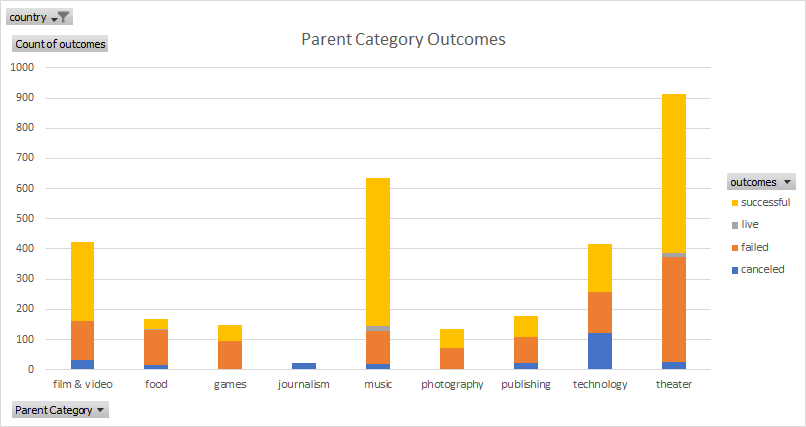 country
Count of outcomes
Parent Category Outcomes
1000
900
800
700
600
500
400
300
200
100
0
film & video
food
games
journalism
music
photography
publishing
technology
theater
outcomes
successful
live
failed
canceled
Parent Category